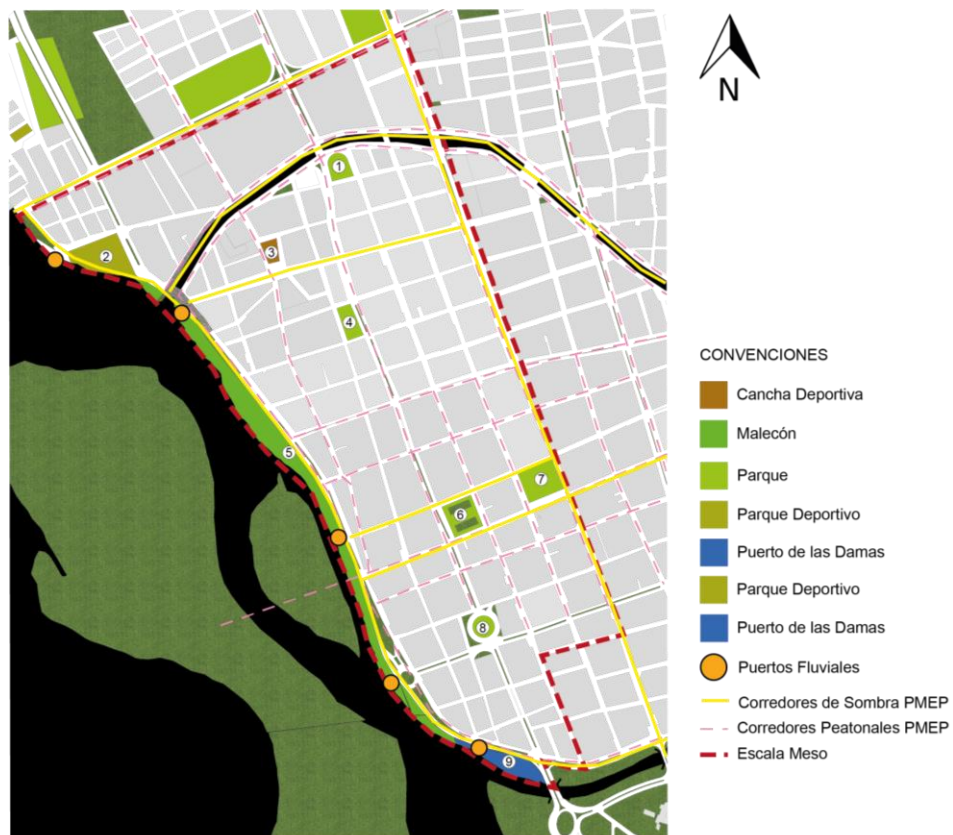 N
1
2
3
4
5
6
7
8
9
CONVENCIONES
Cancha Deportiva
Malecón
Parque
Parque Deportivo
Puerto de las Damas
Parque Deportivo
Puerto de las Damas
Puertos Fluviales
Corredores de Sombra PMEP
Corredores Peatonales PMEP
Escala Meso